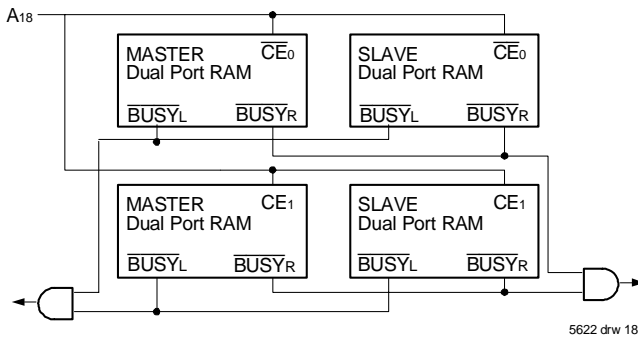 A18
MASTER CE0
Dual Port RAM
BUSYL BUSYR
SLAVE CE0
Dual Port RAM
BUSYL BUSYR
MASTER CE1
Dual Port RAM
BUSYL BUSYR
SLAVE CE1
Dual Port RAM
BUSYL BUSYR
5622 drw 18